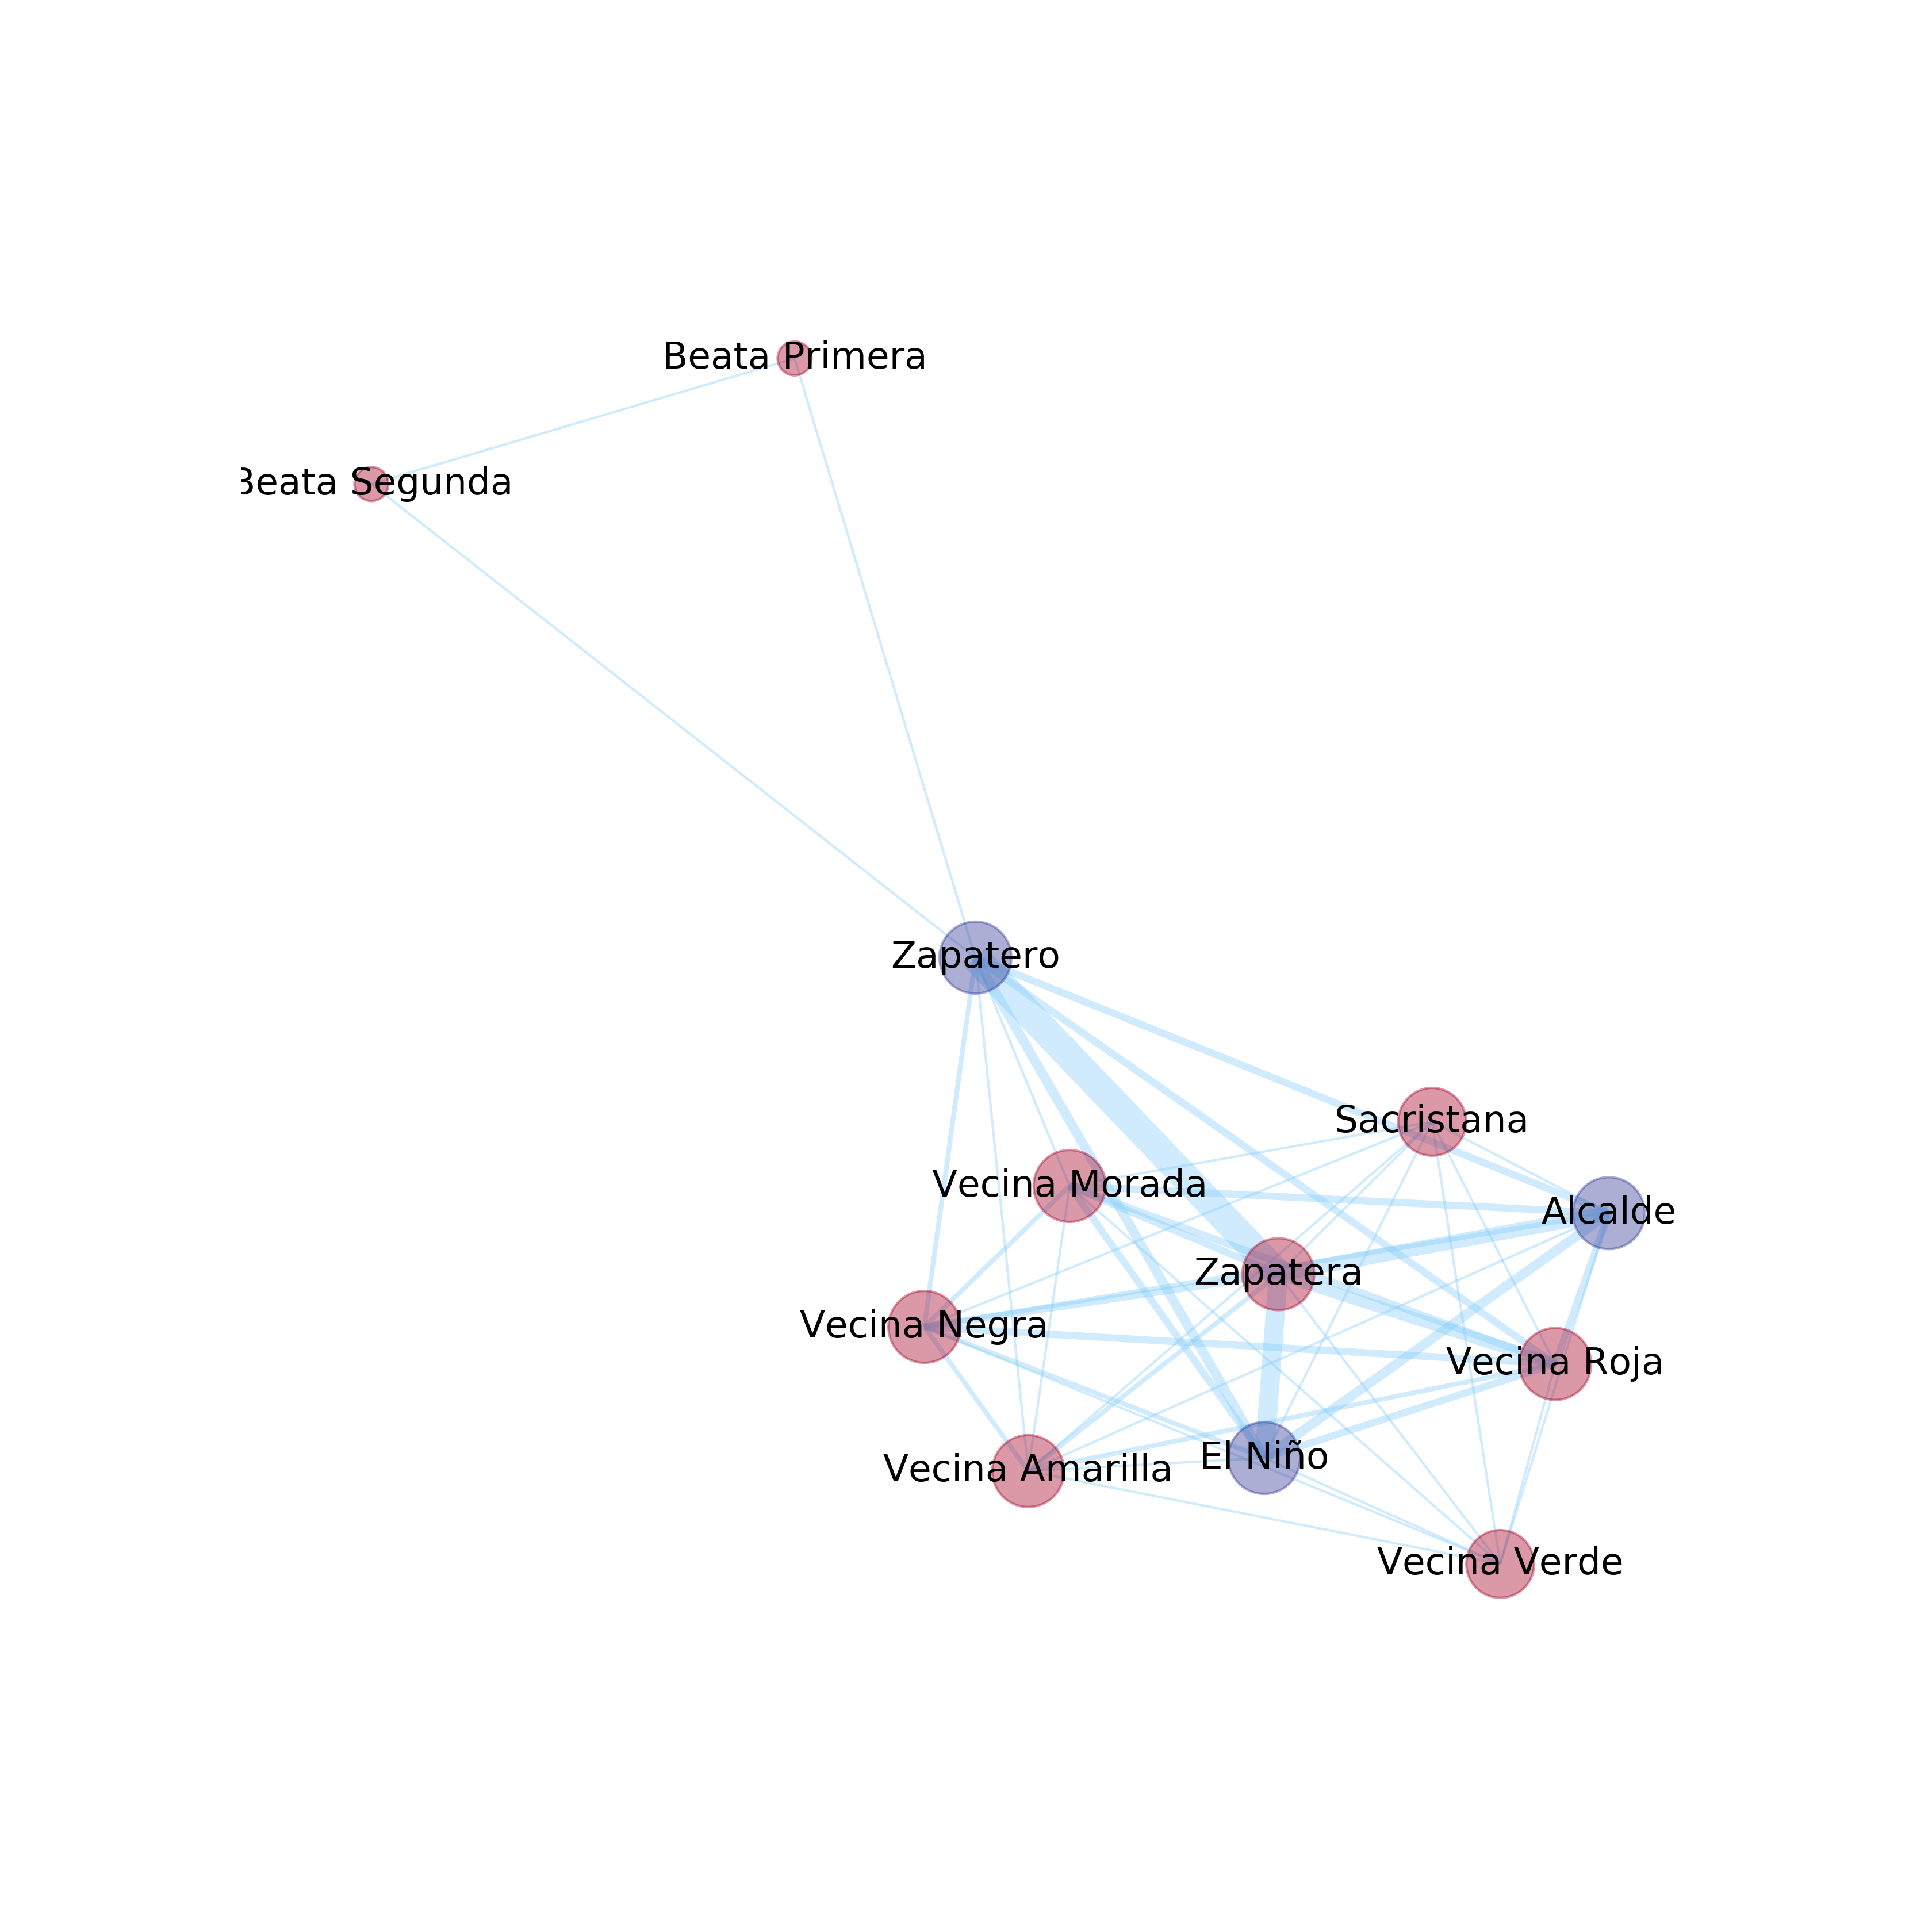 Beata Primera
Beata Segunda
Zapatero
Sacristana
Vecina Morada
Alcalde
Zapatera
Vecina Negra
Vecina Roja
El Niño
Vecina Amarilla
Vecina Verde